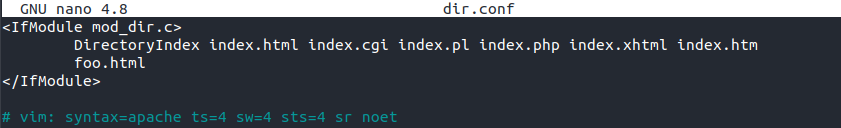 GNU nano 4.8 dir.conf
<IfModule mod_dir.c>
DirectoryIndex index.html index.cgi index.pl index.php index.xhtml index.htm
foo.html
</IfModule>
# vim: syntax=apache ts=4 sw=4 sts=4 sr noet